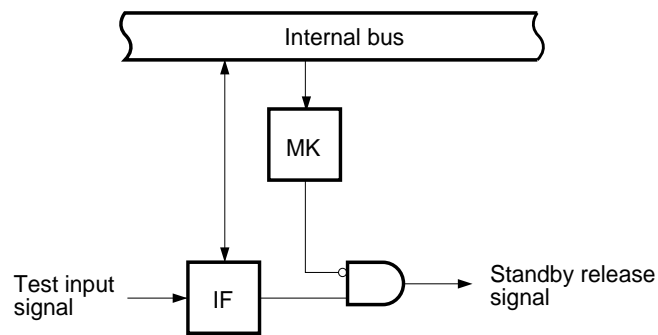 Internal bus
MK
Test input
signal
IF
Standby release
signal